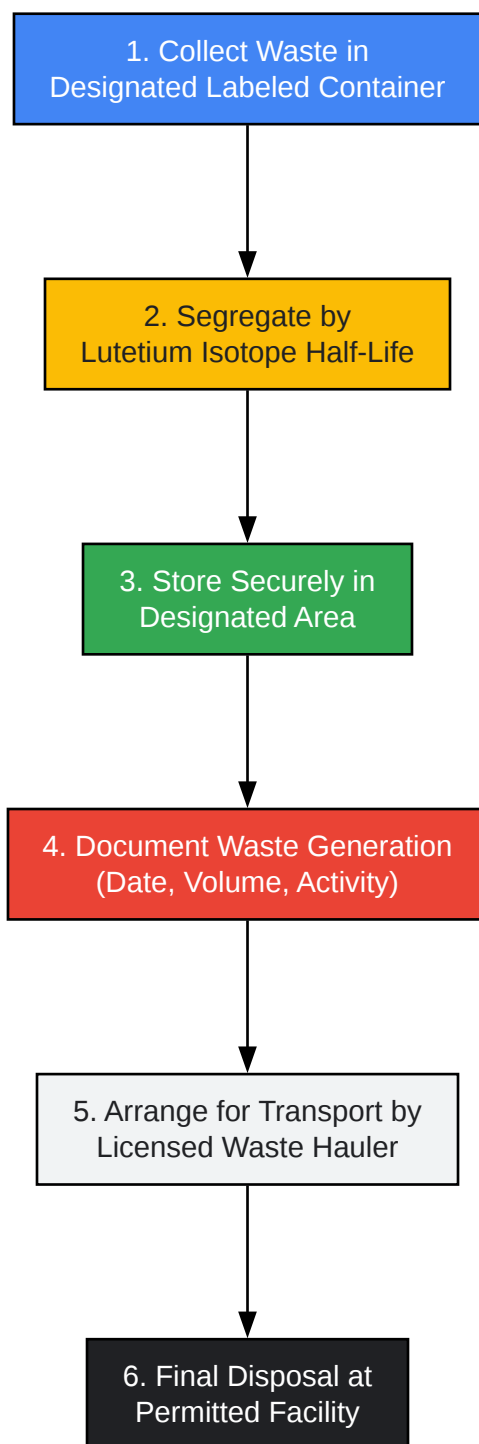 1. Collect Waste in
Designated Labeled Container
2. Segregate by
Lutetium Isotope Half-Life
3. Store Securely in
Designated Area
4. Document Waste Generation
(Date, Volume, Activity)
5. Arrange for Transport by
Licensed Waste Hauler
6. Final Disposal at
Permitted Facility